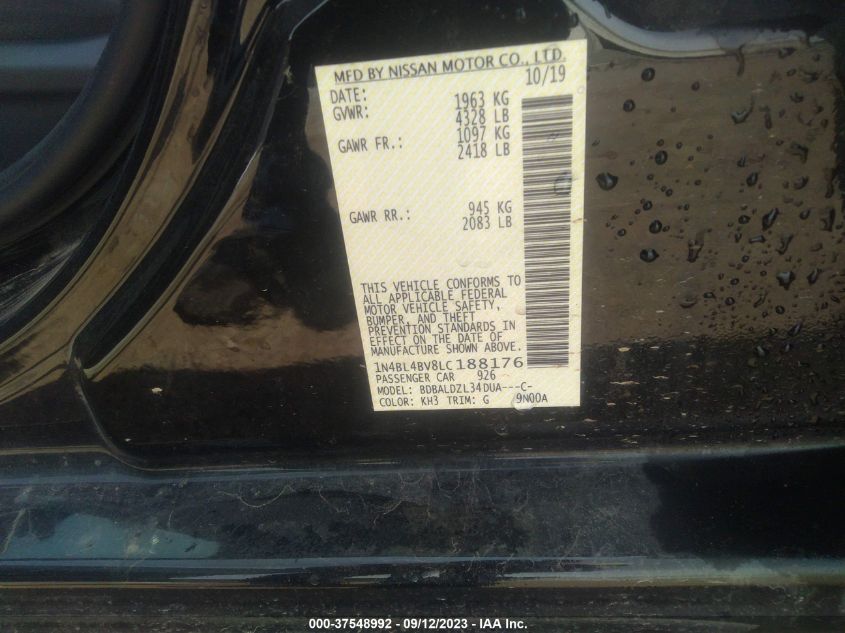 MFD BY NISSAN MOTOR CO., LTD.
DATE: 10/19
GVWR: 1963 KG
4328 LB
GAWR FR.: 1097 KG
2418 LB
GAWR RR.: 945 KG
2083 LB
THIS VEHICLE CONFORMS TO
ALL APPLICABLE FEDERAL
MOTOR VEHICLE SAFETY,
BUMPER, AND THEFT
PREVENTION STANDARDS IN
EFFECT ON THE DATE OF
MANUFACTURE SHOWN ABOVE.
1N4BL4BV8LC188176
PASSENGER CAR 926
MODEL: BDBALDZL34DUA---C-
COLOR: KH3 TRIM: G 9N00A
000-37548992 - 09/12/2023 - IAA Inc.